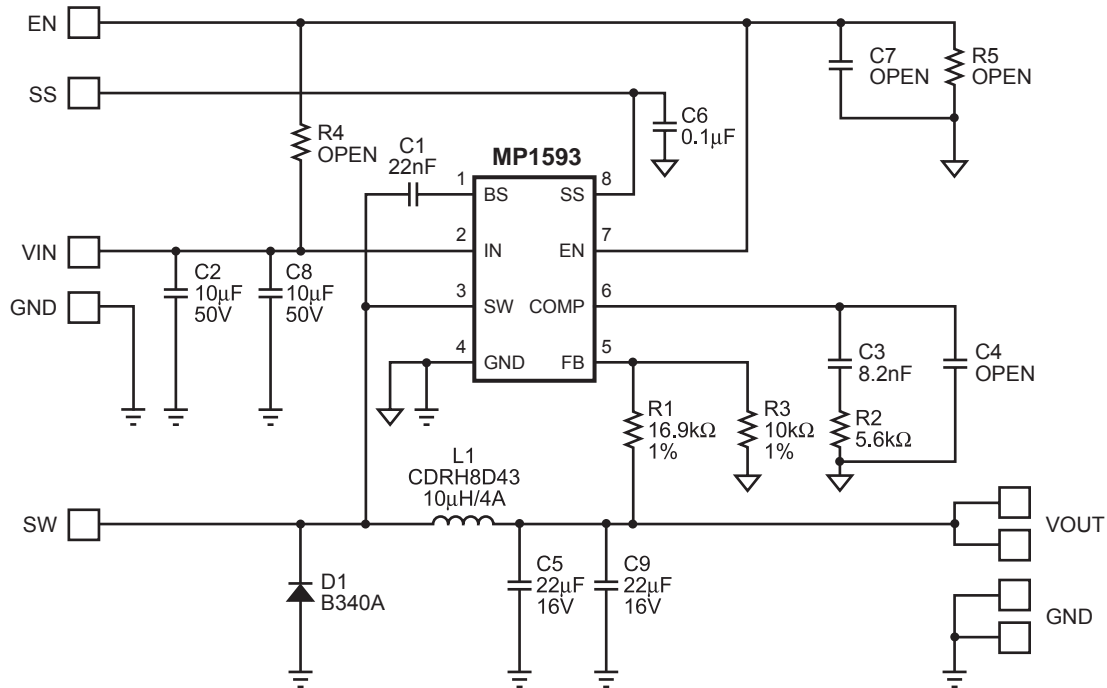 EN
SS
VIN
GND
SW
R4
OPEN
C1
22nF
C2
10µF
50V
C8
10µF
50V
MP1593
1
BS
2
IN
3
SW
4
GND
8
SS
7
EN
6
COMP
5
FB
C6
0.1µF
C7
OPEN
R5
OPEN
C3
8.2nF
R2
5.6kΩ
C4
OPEN
R1
16.9kΩ
1%
R3
10kΩ
1%
L1
CDRH8D43
10µH/4A
D1
B340A
C5
22µF
16V
C9
22µF
16V
VOUT
GND